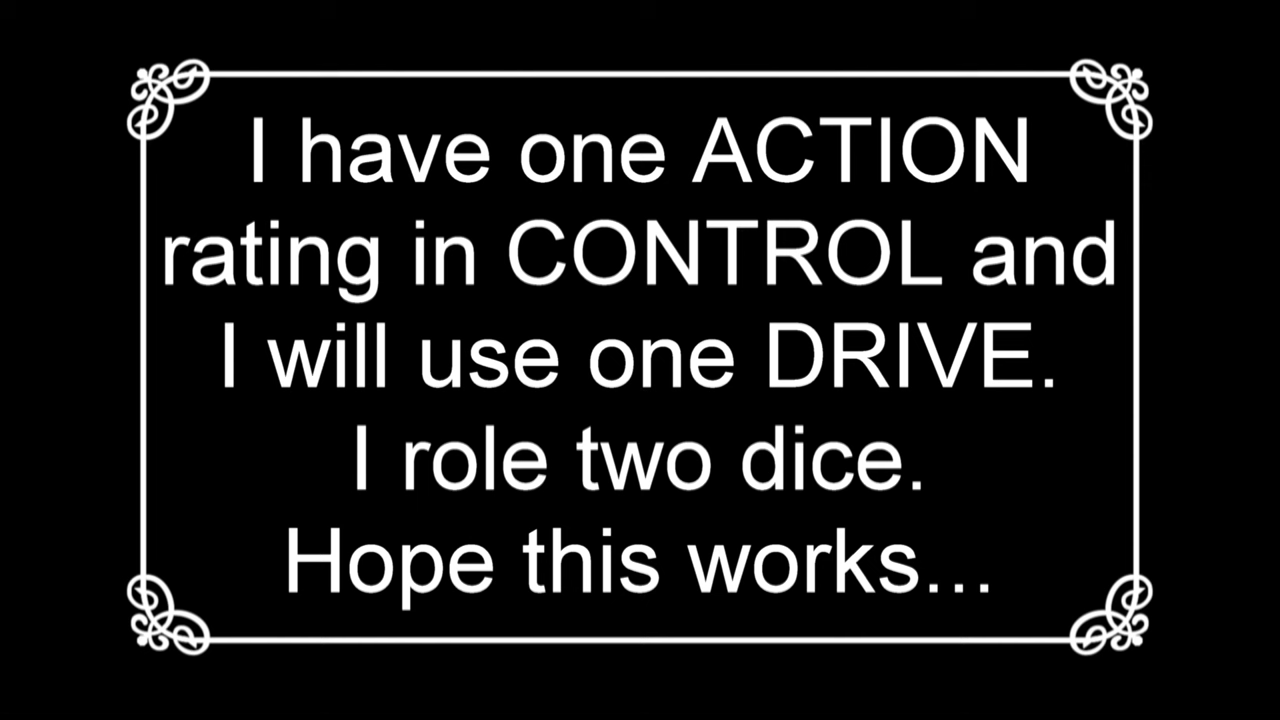 I have one ACTION
rating in CONTROL and
I will use one DRIVE.
I role two dice.
Hope this works...